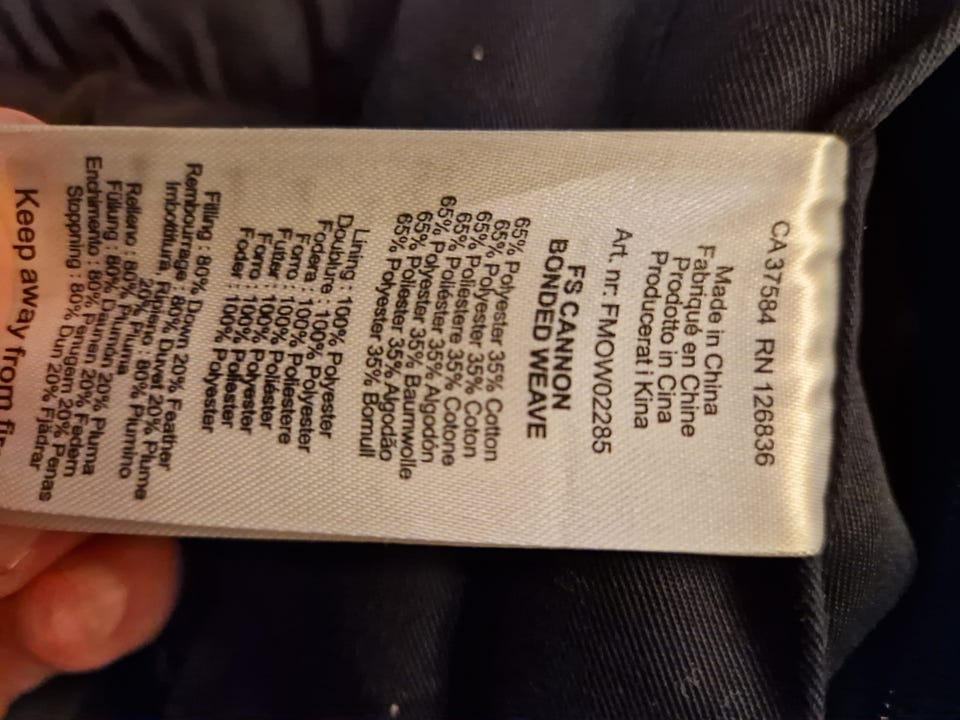 CA37584 RN 126836
Made in China
Fabriqué en Chine
Prodotto in Cina
Producerat i Kina
Art. nr: FMOW02285
FS CANNON
BONDED WEAVE
65% Polyester 35% Cotton
65% Polyester 35% Coton
65% Poliestere 35% Cotone
65% Poliéster 35% Algodón
65% Polyester 35% Baumwolle
65% Poliester 35% Algodão
65% Polyester 35% Bomull
Lining : 100% Polyester
Doublure : 100% Polyester
Fodera : 100% Poliestere
Forro : 100% Poliéster
Futter : 100% Polyester
Forro : 100% Poliester
Foder : 100% Polyester
Filling : 80% Down 20% Feather
Rembourrage : 80% Duvet 20% Plume
Imbottitura, Ripieno : 80% Piumino
20% Piuma
Relleno : 80% Plumón 20% Pluma
Füllung : 80% Daunen 20% Federn
Enchimento : 80% Penugem 20% Penas
Stoppning : 80% Dun 20% Fjädrar
Keep away from